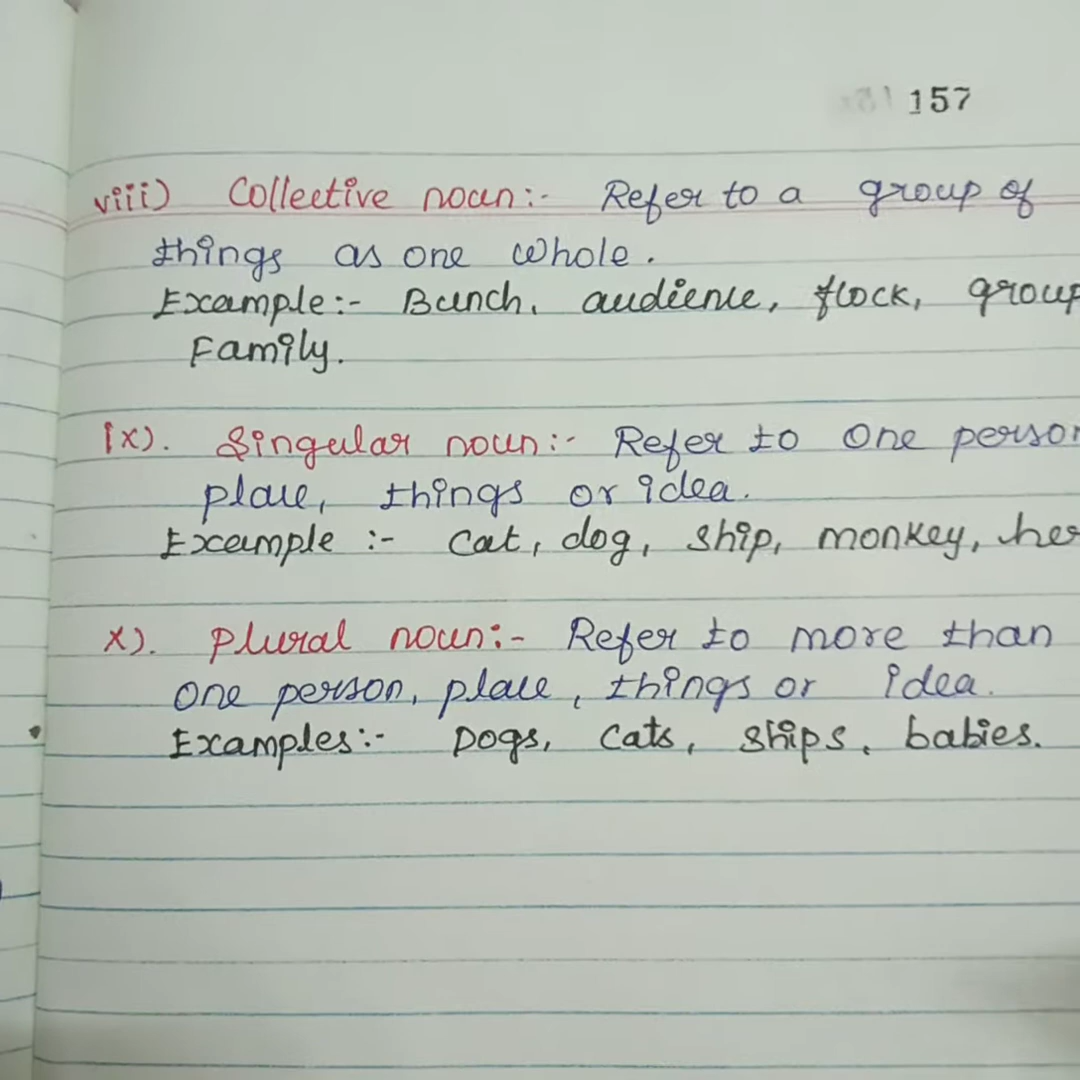 157
viii) Collective noun:- Refer to a group of
things as one whole.
Example:- Bunch, audience, flock, group
Family.
ix). Singular noun:- Refer to one person
place, things or idea.
Example :- Cat, dog, ship, monkey,
x). Plural noun:- Refer to more than
one person, place, things or idea.
Examples:- Dogs, Cats, Ships, babies.